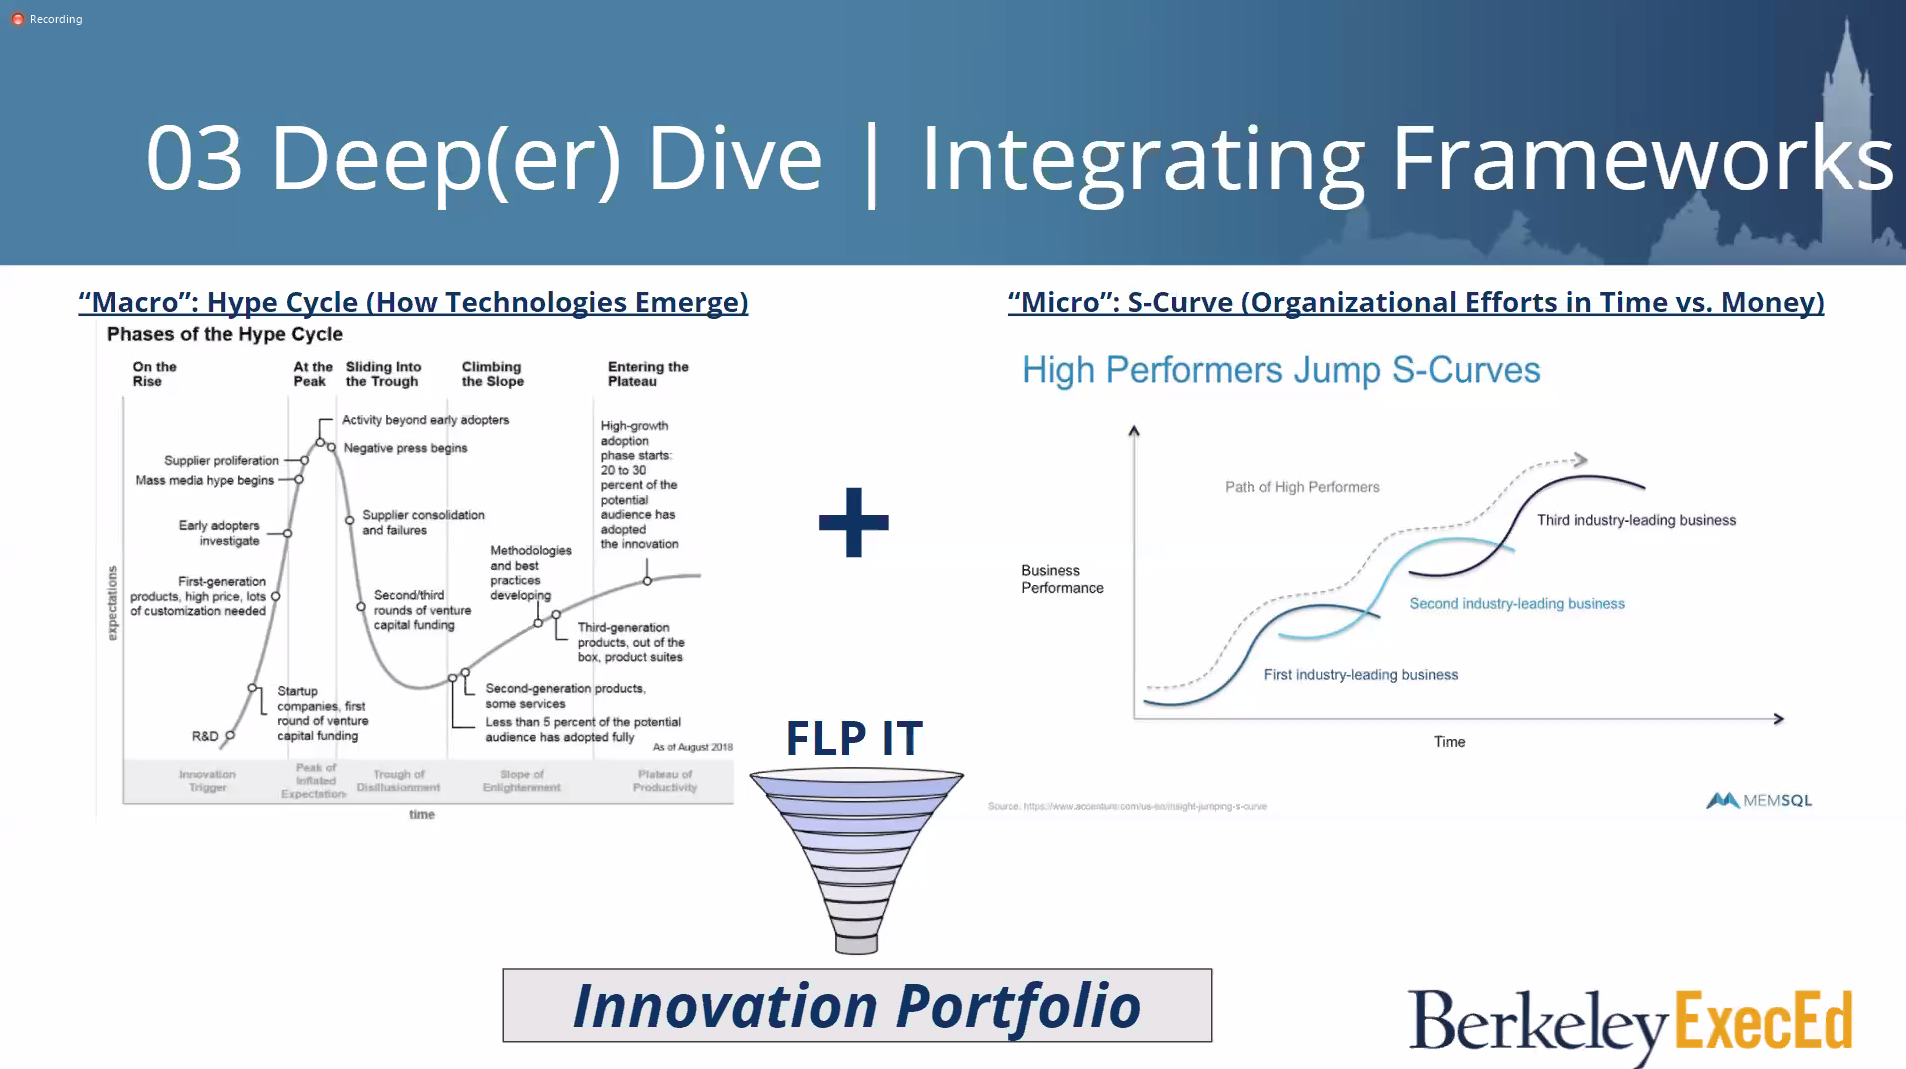 Recording
03 Deep(er) Dive | Integrating Frameworks
“Macro”: Hype Cycle (How Technologies Emerge)
Phases of the Hype Cycle
On the
Rise
At the
Peak
Sliding Into
the Trough
Climbing
the Slope
Entering the
Plateau
Activity beyond early adopters
Negative press begins
Supplier proliferation
Mass media hype begins
Early adopters
investigate
First-generation
products, high price, lots
of customization needed
Startup
companies, first
round of venture
capital funding
R&D
Supplier consolidation
and failures
Second/third
rounds of venture
capital funding
Methodologies
and best
practices
developing
High-growth
adoption
phase starts:
20 to 30
percent of the
potential
audience has
adopted
the innovation
Third-generation
products, out of the
box, product suites
Second-generation products,
some services
Less than 5 percent of the potential
audience has adopted fully
As of August 2018
expectations
Innovation
Trigger
Peak of
Inflated
Expectations
Trough of
Disillusionment
Slope of
Enlightenment
Plateau of
Productivity
time
+
FLP IT
“Micro”: S-Curve (Organizational Efforts in Time vs. Money)
High Performers Jump S-Curves
Path of High Performers
Third industry-leading business
Business
Performance
Second industry-leading business
First industry-leading business
Time
Source: https://www.accenture.com/us-en/insight-jumping-s-curve
MEMSQL
Innovation Portfolio
Berkeley ExecEd